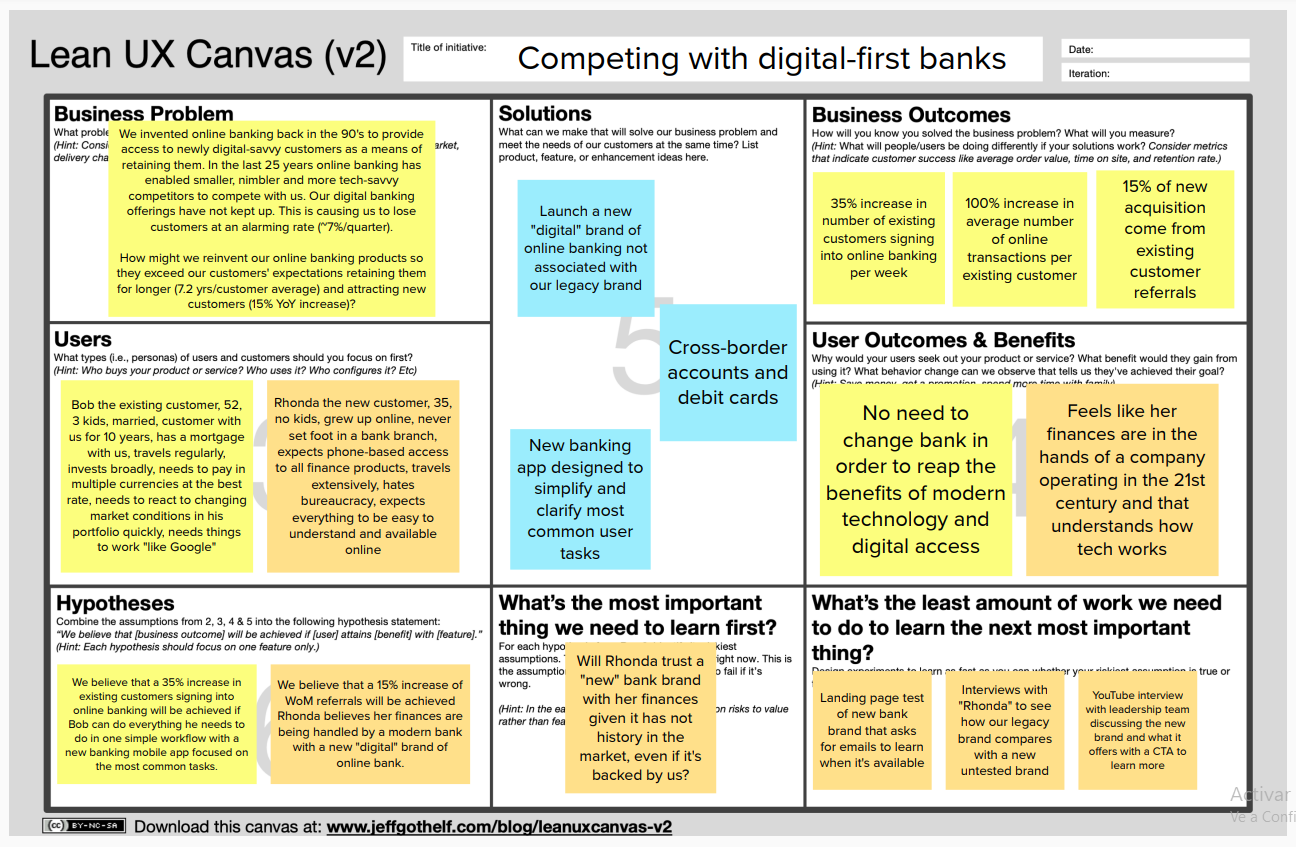 Lean UX Canvas (v2)
Title of initiative:
Competing with digital-first banks
Date:
Iteration:
Business Problem
What proble
(Hint: Consi
arket,
delivery cha
We invented online banking back in the 90's to provide
access to newly digital-savvy customers as a means of
retaining them. In the last 25 years online banking has
enabled smaller, nimbler and more tech-savvy
competitors to compete with us. Our digital banking
offerings have not kept up. This is causing us to lose
customers at an alarming rate (~7%/quarter).
How might we reinvent our online banking products so
they exceed our customers' expectations retaining them
for longer (7.2 yrs/customer average) and attracting new
customers (15% YoY increase)?
Solutions
What can we make that will solve our business problem and
meet the needs of our customers at the same time? List
product, feature, or enhancement ideas here.
5
Launch a new
"digital" brand of
online banking not
associated with
our legacy brand
Cross-border
accounts and
debit cards
New banking
app designed to
simplify and
clarify most
common user
tasks
Business Outcomes
How will you know you solved the business problem? What will you measure?
(Hint: What will people/users be doing differently if your solutions work? Consider metrics
that indicate customer success like average order value, time on site, and retention rate.)
35% increase in
number of existing
customers signing
into online banking
per week
100% increase in
average number
of online
transactions per
existing customer
15% of new
acquisition
come from
existing
customer
referrals
Users
What types (i.e., personas) of users and customers should you focus on first?
(Hint: Who buys your product or service? Who uses it? Who configures it? Etc)
Bob the existing customer, 52,
3 kids, married, customer with
us for 10 years, has a mortgage
with us, travels regularly,
invests broadly, needs to pay in
multiple currencies at the best
rate, needs to react to changing
market conditions in his
portfolio quickly, needs things
to work "like Google"
Rhonda the new customer, 35,
no kids, grew up online, never
set foot in a bank branch,
expects phone-based access
to all finance products, travels
extensively, hates
bureaucracy, expects
everything to be easy to
understand and available
online
User Outcomes & Benefits
Why would your users seek out your product or service? What benefit would they gain from
using it? What behavior change can we observe that tells us they've achieved their goal?
(Hint: Save money, get a promotion, spend more time with family)
No need to
change bank in
order to reap the
benefits of modern
technology and
digital access
Feels like her
finances are in the
hands of a company
operating in the 21st
century and that
understands how
tech works
Hypotheses
Combine the assumptions from 2, 3, 4 & 5 into the following hypothesis statement:
“We believe that [business outcome] will be achieved if [user] attains [benefit] with [feature].”
(Hint: Each hypothesis should focus on one feature only.)
We believe that a 35% increase in
existing customers signing into
online banking will be achieved if
Bob can do everything he needs to
do in one simple workflow with a
new banking mobile app focused on
the most common tasks.
We believe that a 15% increase of
WoM referrals will be achieved
Rhonda believes her finances are
being handled by a modern bank
with a new "digital" brand of
online bank.
What’s the most important
thing we need to learn first?
For each hypo
kiest
assumptions. T
right now. This is
the assumptio
o fail if it's
wrong.
(Hint: In the ea
on risks to value
rather than fea
Will Rhonda trust a
"new" bank brand
with her finances
given it has not
history in the
market, even if it's
backed by us?
What’s the least amount of work we need
to do to learn the next most important
thing?
Design experiments to learn as fast as you can whether your riskiest assumption is true or
Landing page test
of new bank
brand that asks
for emails to learn
when it's available
Interviews with
"Rhonda" to see
how our legacy
brand compares
with a new
untested brand
YouTube interview
with leadership team
discussing the new
brand and what it
offers with a CTA to
learn more
Activar
Ve a Confi
(cc) BY-NC-SA
Download this canvas at: www.jeffgothelf.com/blog/leanuxcanvas-v2